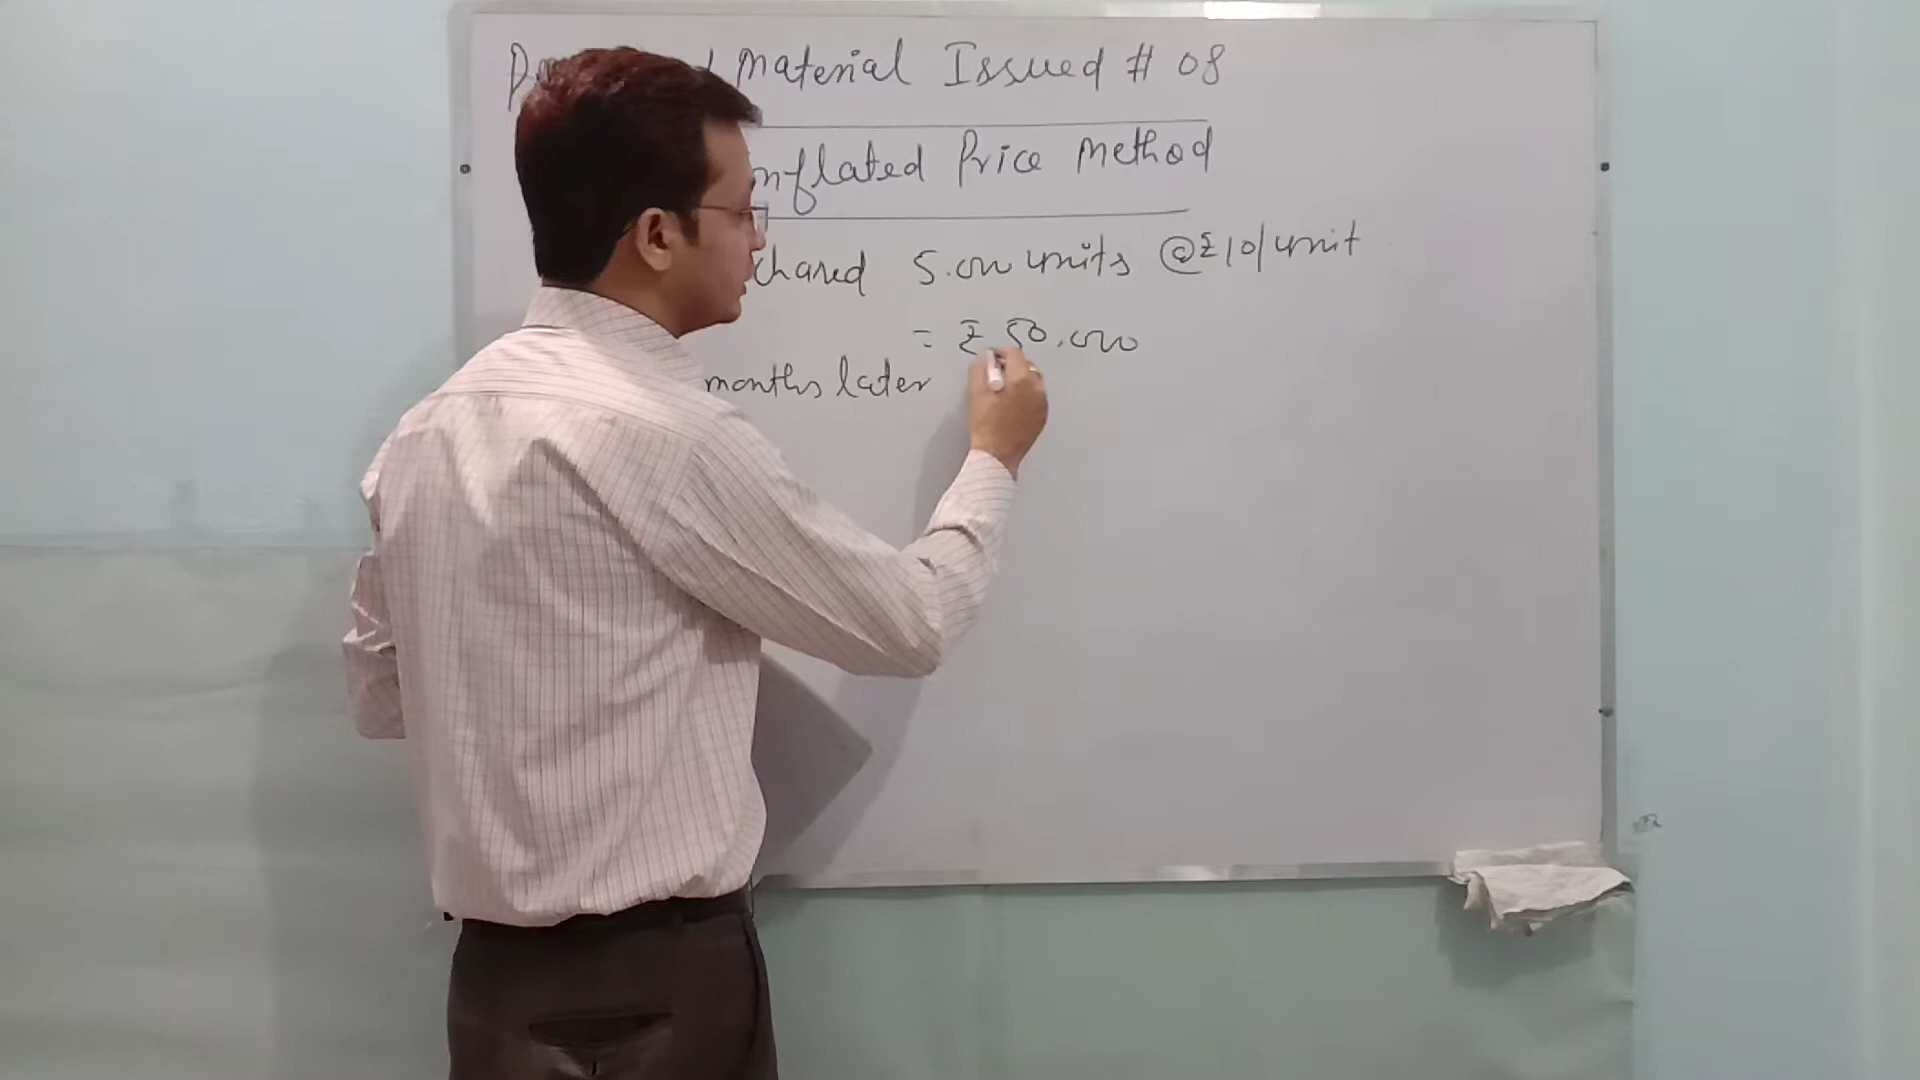 Material Issued # 08
nflated Price Method
chased 5,000 units @ ₹10/unit
= ₹ 50,000
months later